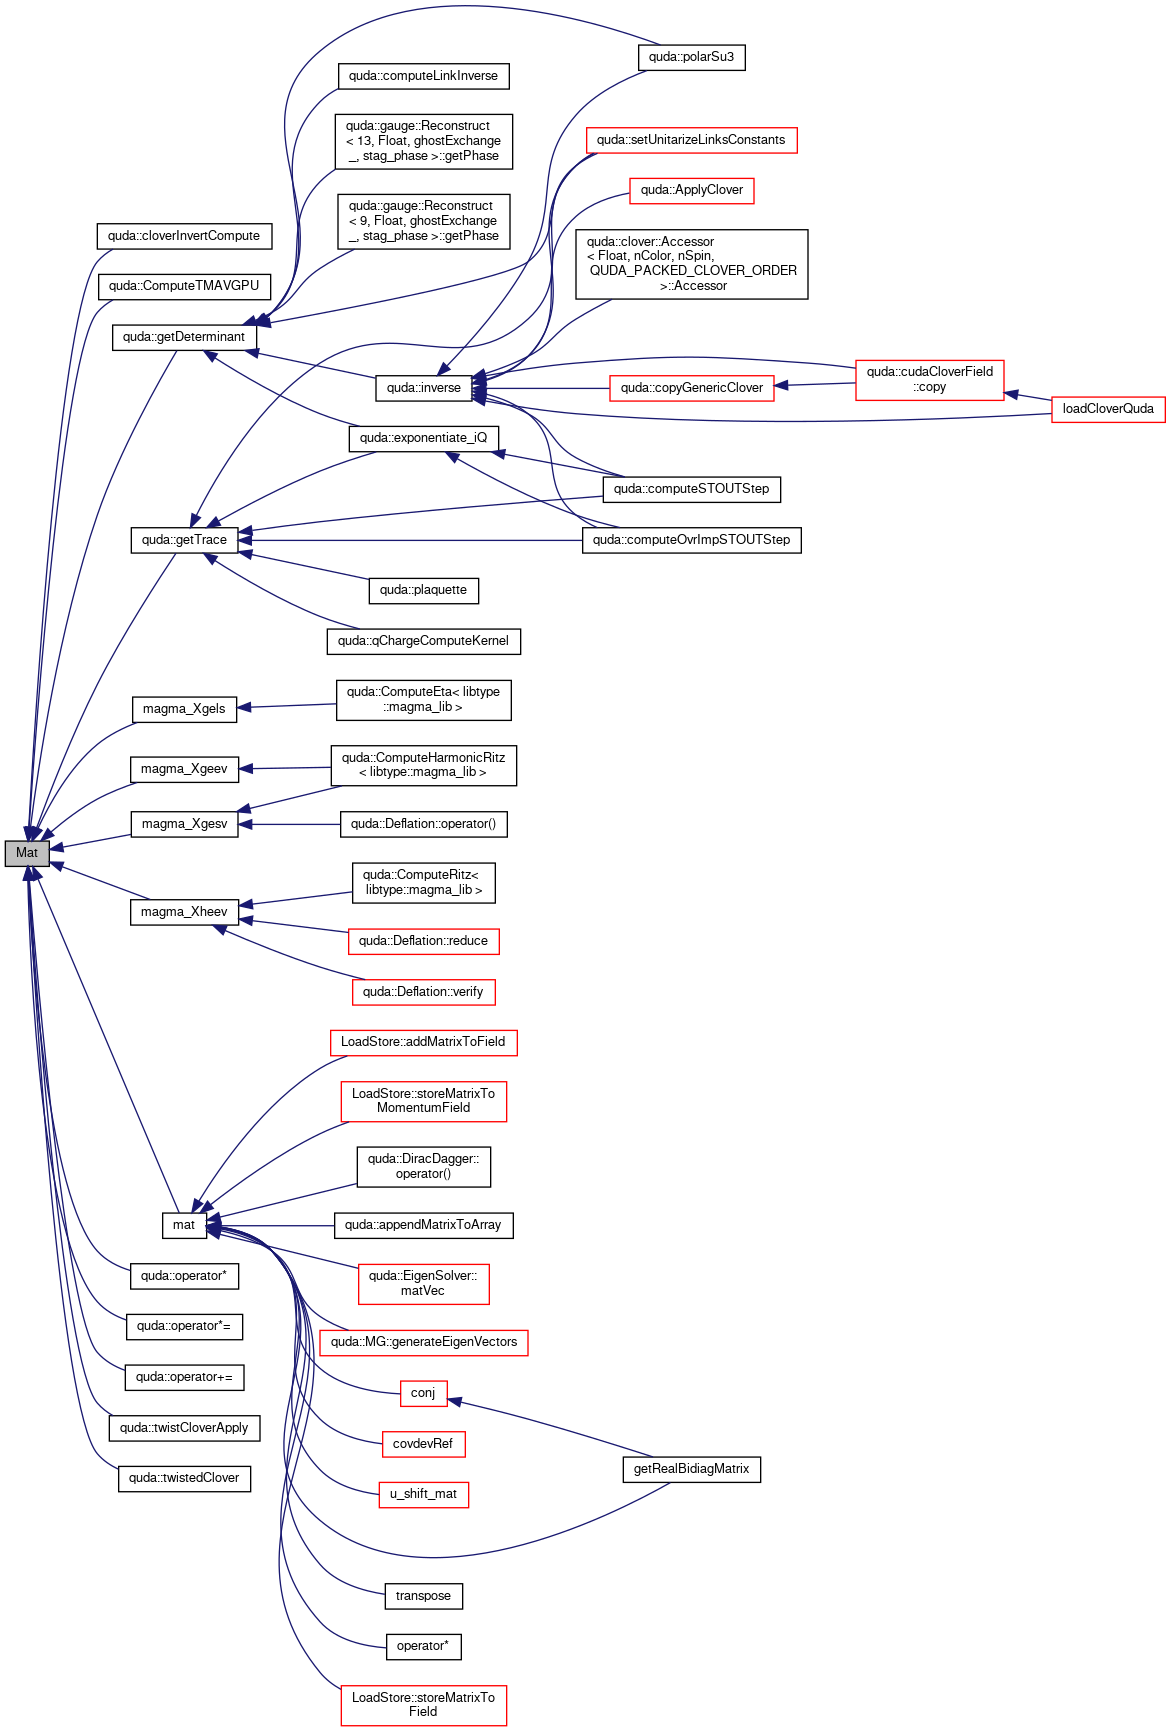 quda::polarSu3
quda::computeLinkInverse
quda::gauge::Reconstruct
< 13, Float, ghostExchange
_, stag_phase >::getPhase
quda::setUnitarizeLinksConstants
quda::ApplyClover
quda::gauge::Reconstruct
< 9, Float, ghostExchange
_, stag_phase >::getPhase
quda::cloverInvertCompute
quda::clover::Accessor
< Float, nColor, nSpin,
QUDA_PACKED_CLOVER_ORDER
>::Accessor
quda::ComputeTMAVGPU
quda::getDeterminant
quda::inverse
quda::copyGenericClover
quda::cudaCloverField
::copy
loadCloverQuda
quda::exponentiate_iQ
quda::computeSTOUTStep
quda::getTrace
quda::computeOvrImpSTOUTStep
quda::plaquette
quda::qChargeComputeKernel
magma_Xgels
quda::ComputeEta< libtype
::magma_lib >
magma_Xgeev
quda::ComputeHarmonicRitz
< libtype::magma_lib >
magma_Xgesv
quda::Deflation::operator()
Mat
quda::ComputeRitz<
libtype::magma_lib >
magma_Xheev
quda::Deflation::reduce
quda::Deflation::verify
LoadStore::addMatrixToField
LoadStore::storeMatrixTo
MomentumField
quda::DiracDagger::
operator()
mat
quda::appendMatrixToArray
quda::operator*
quda::EigenSolver::
matVec
quda::operator*=
quda::MG::generateEigenVectors
quda::operator+=
conj
quda::twistCloverApply
covdevRef
quda::twistedClover
getRealBidiagMatrix
u_shift_mat
transpose
operator*
LoadStore::storeMatrixTo
Field